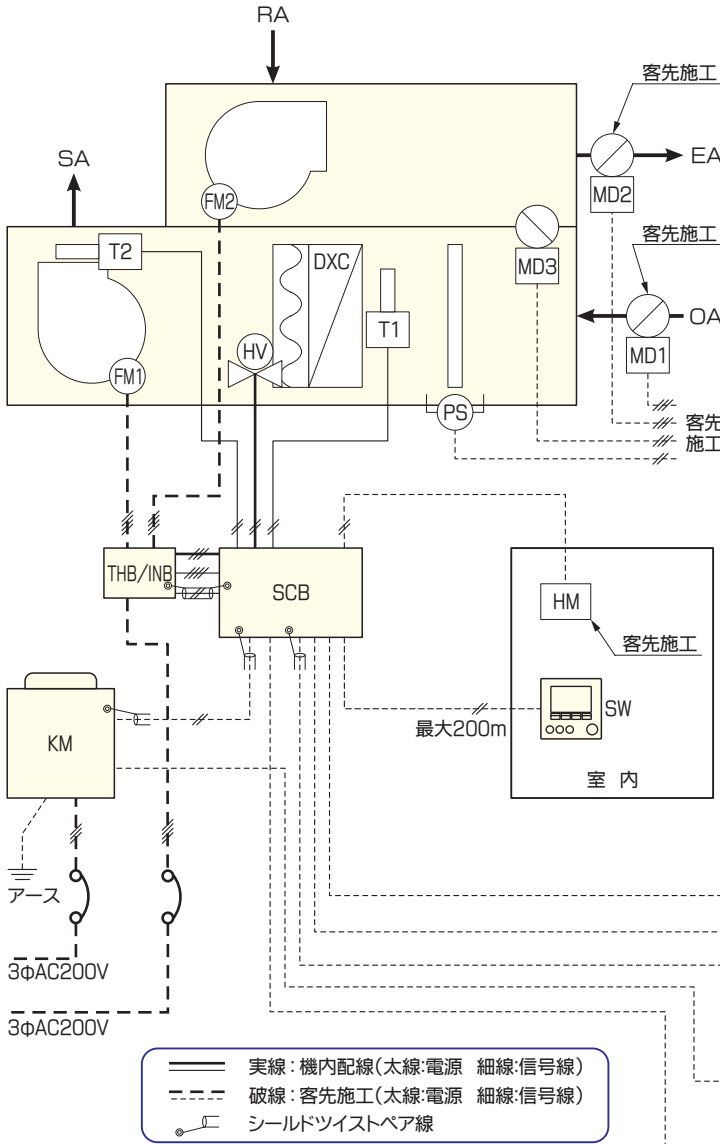 RA
客先施工
SA
EA
FM2
MD2
T2
DXC
MD3
客先施工
OA
T1
HV
MD1
FM1
PS
客先
施工
THB/INB
SCB
HM
客先施工
SW
KM
最大200m
室 内
アース
3ΦAC200V
3ΦAC200V
実線：機内配線(太線:電源 細線:信号線)
破線：客先施工(太線:電源 細線:信号線)
シールドツイストペア線